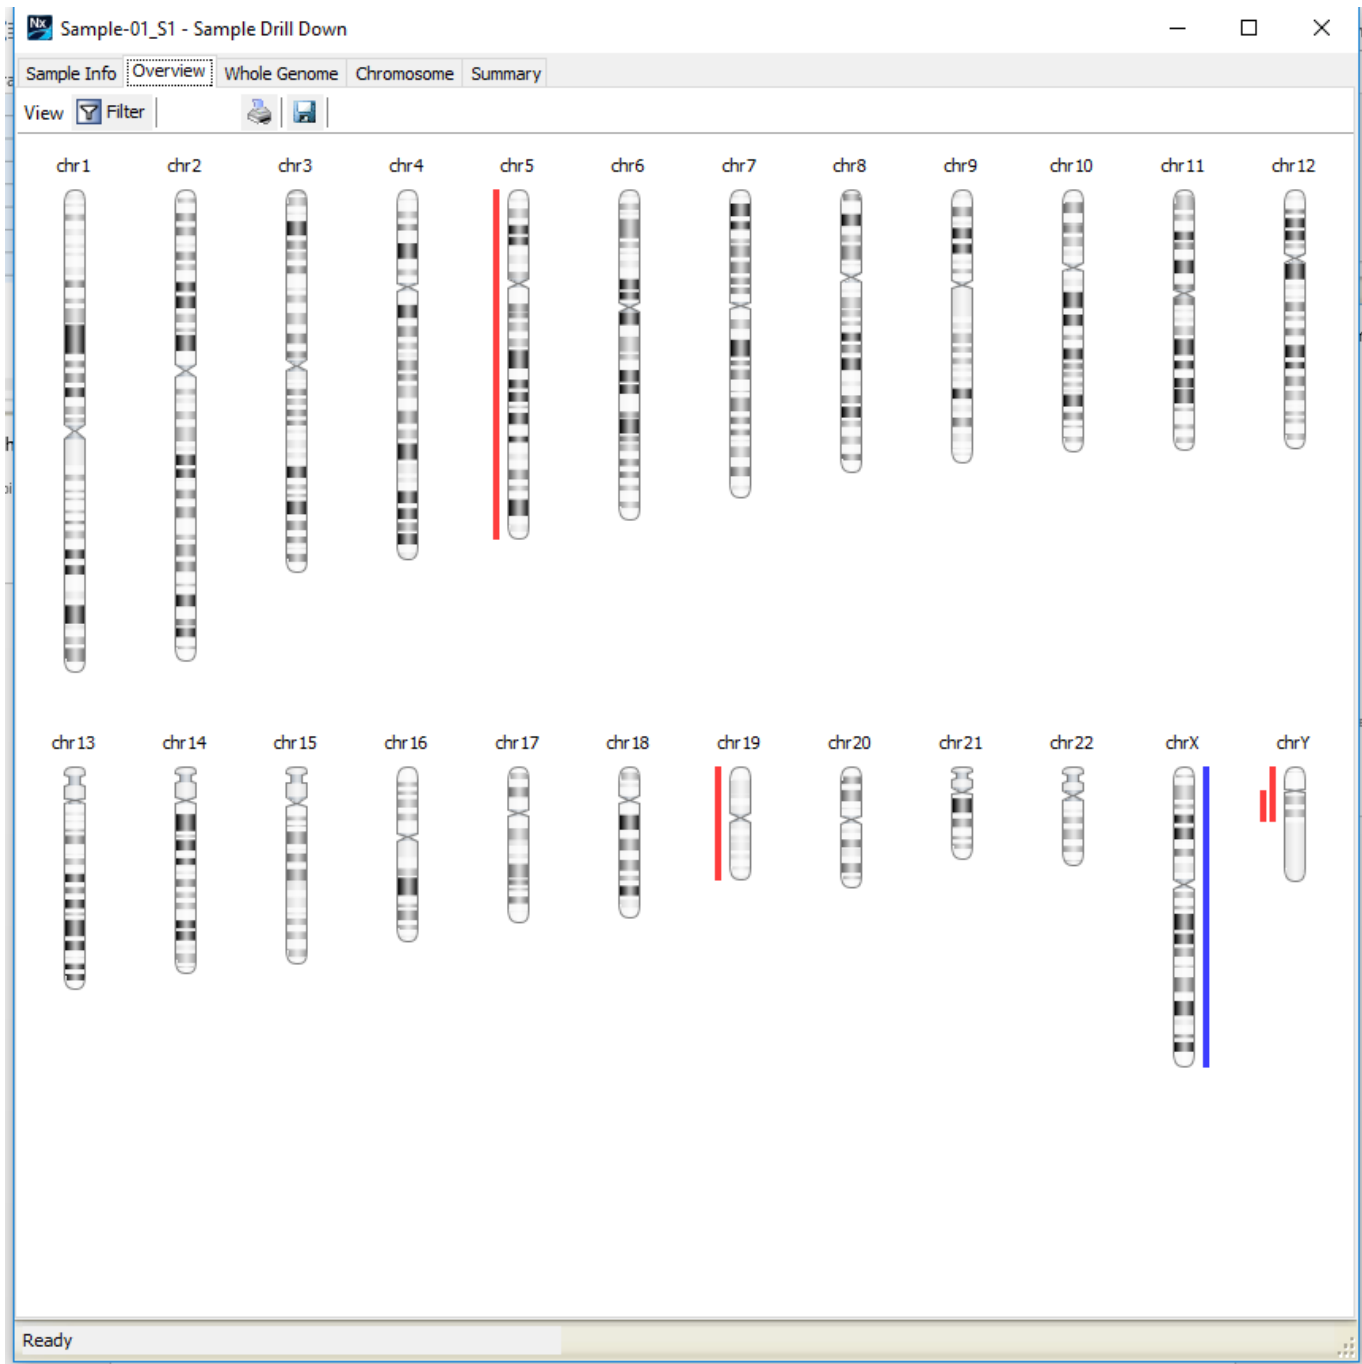 Nx Sample-01_S1 - Sample Drill Down
Sample Info Overview Whole Genome Chromosome Summary
View Filter
chr1 chr2 chr3 chr4 chr5 chr6 chr7 chr8 chr9 chr10 chr11 chr12
chr13 chr14 chr15 chr16 chr17 chr18 chr19 chr20 chr21 chr22 chrX chrY
Ready